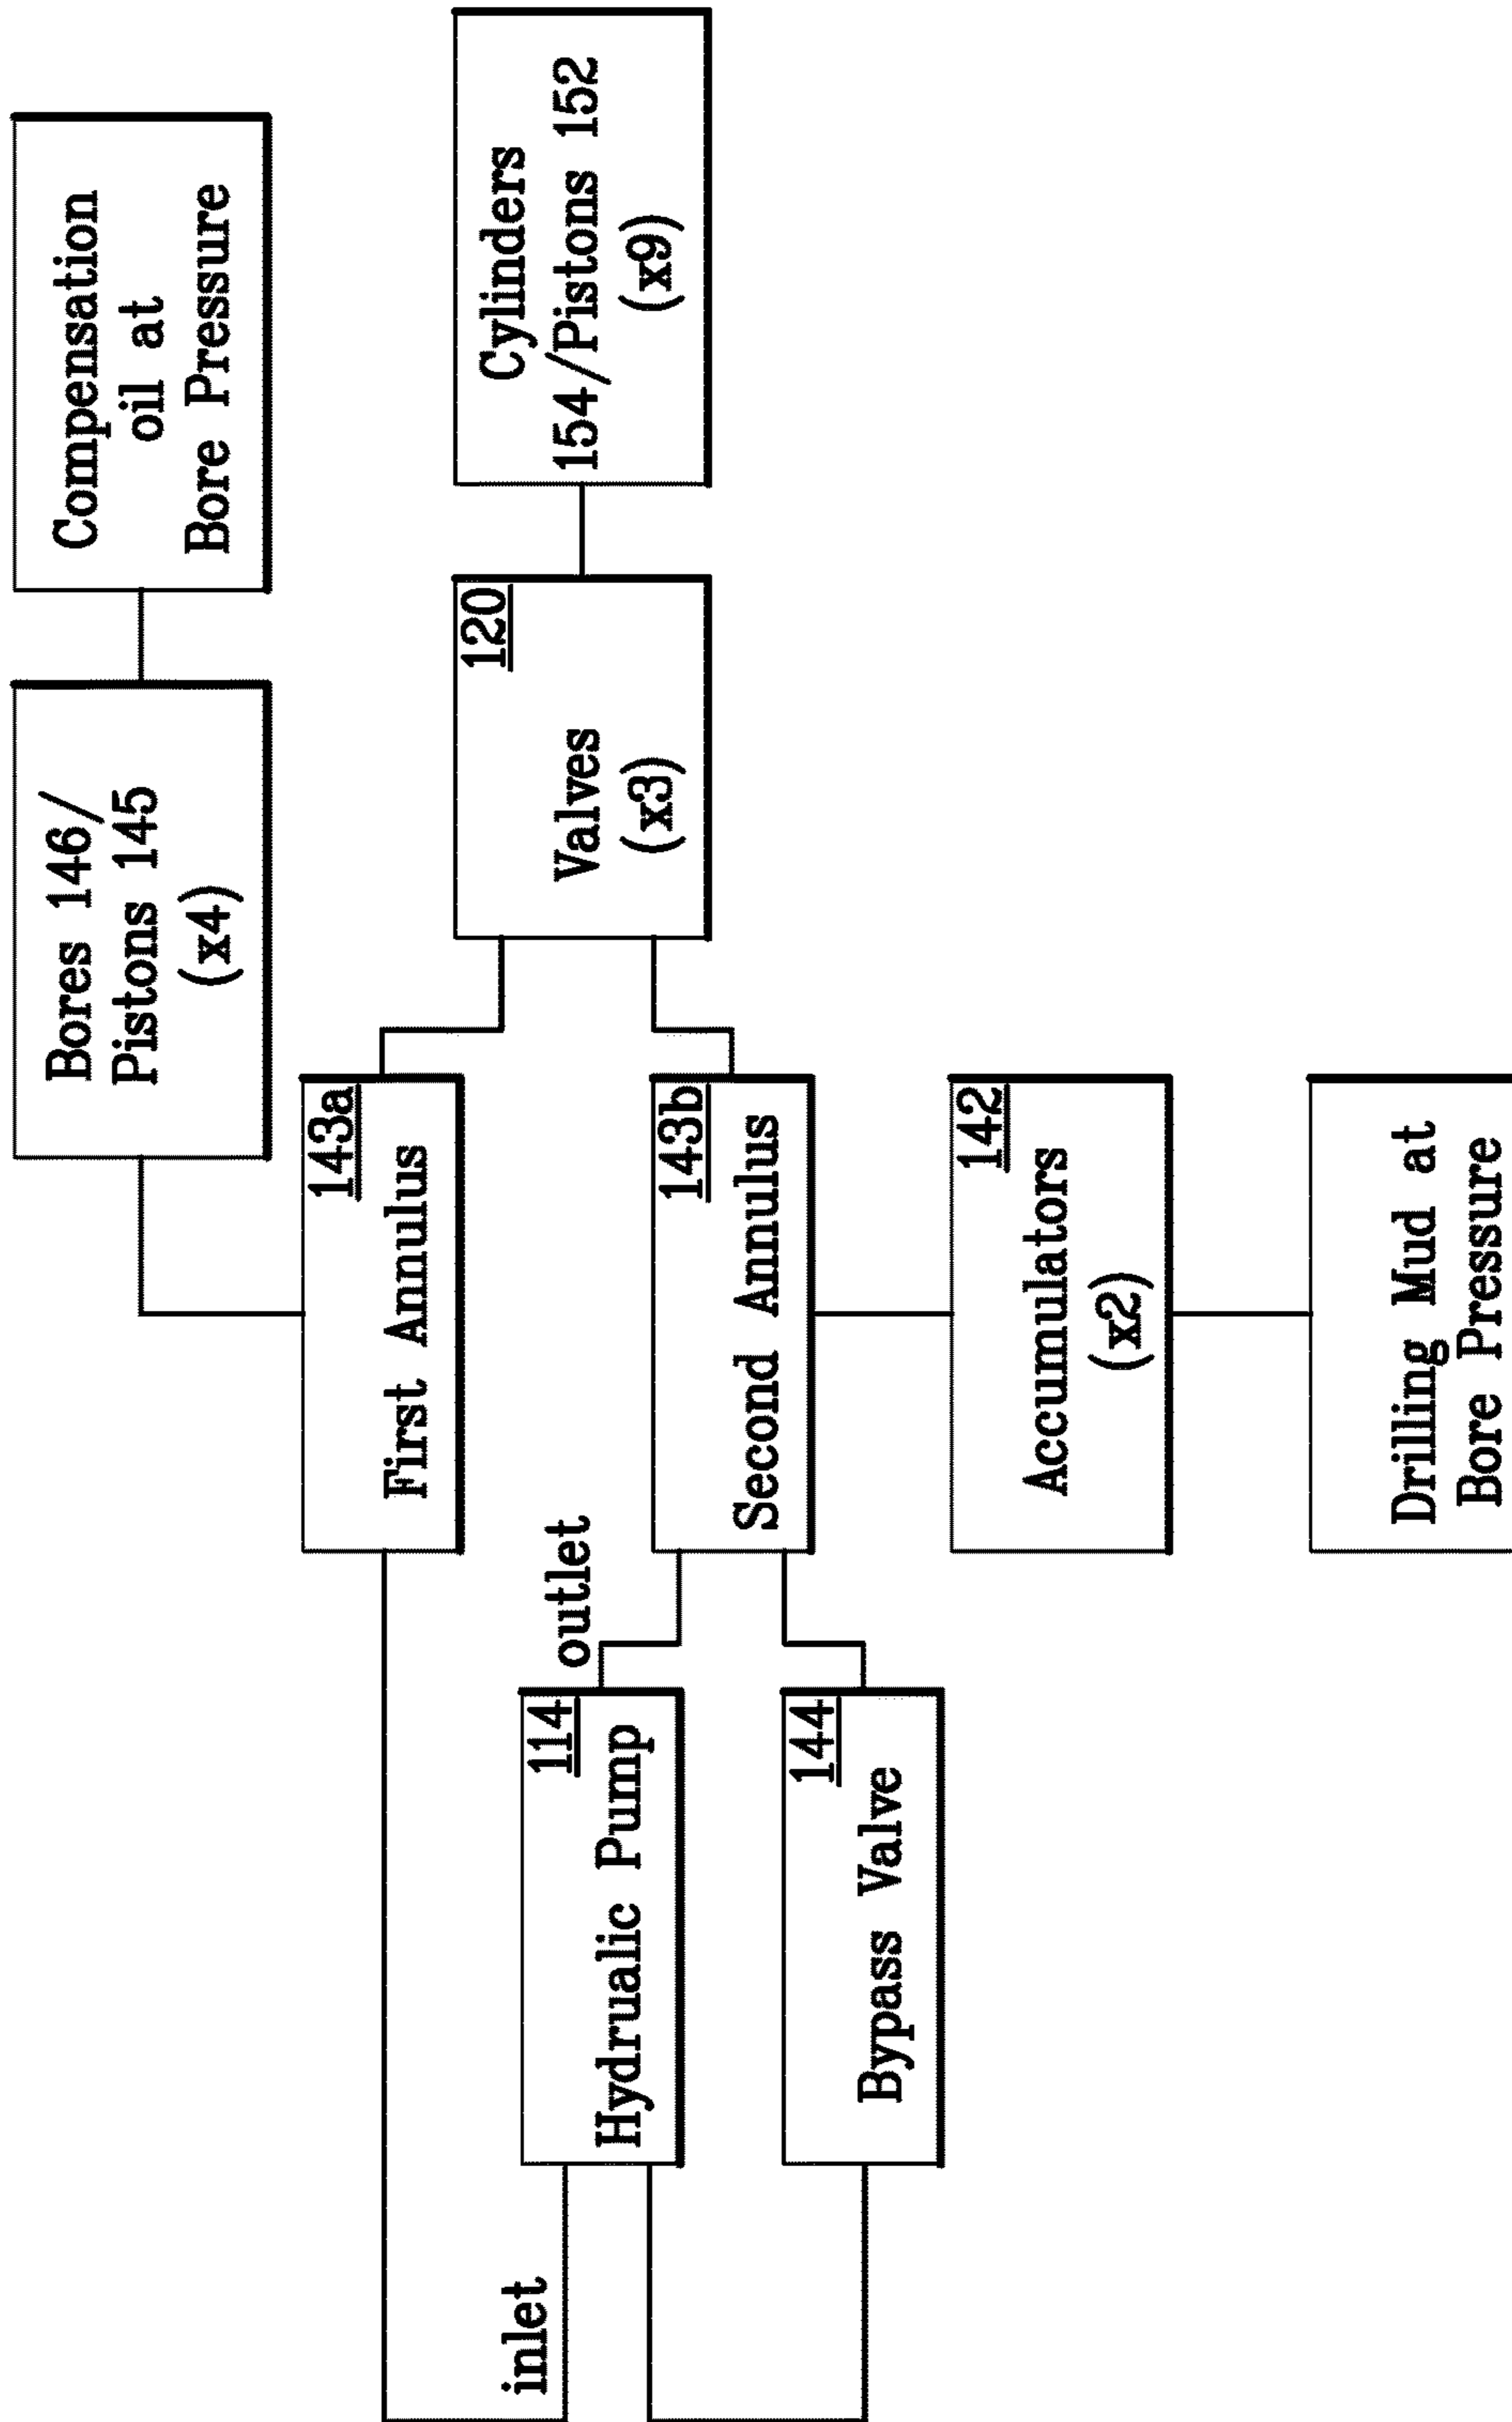 Bores 146/
Pistons 145
(x4)
Compensation
oil at
Bore Pressure
143a
First Annulus
120
Valves
(x3)
Cylinders
154/Pistons 152
(x9)
inlet
114
Hydrualic Pump
outlet
143b
Second Annulus
144
Bypass Valve
142
Accumulators
(x2)
Drilling Mud at
Bore Pressure